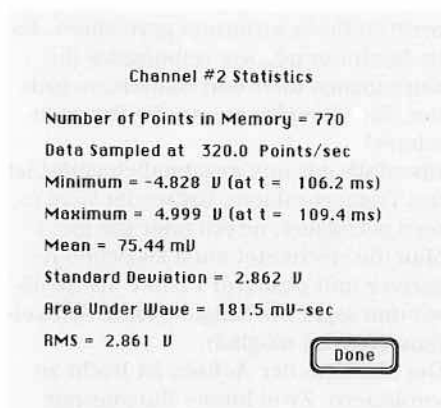 Channel #2 Statistics
Number of Points in Memory = 770
Data Sampled at 320.0 Points/sec
Minimum = -4.828 V (at t = 106.2 ms)
Maximum = 4.999 V (at t = 109.4 ms)
Mean = 75.44 mV
Standard Deviation = 2.862 V
Area Under Wave = 181.5 mV-sec
RMS = 2.861 V
Done